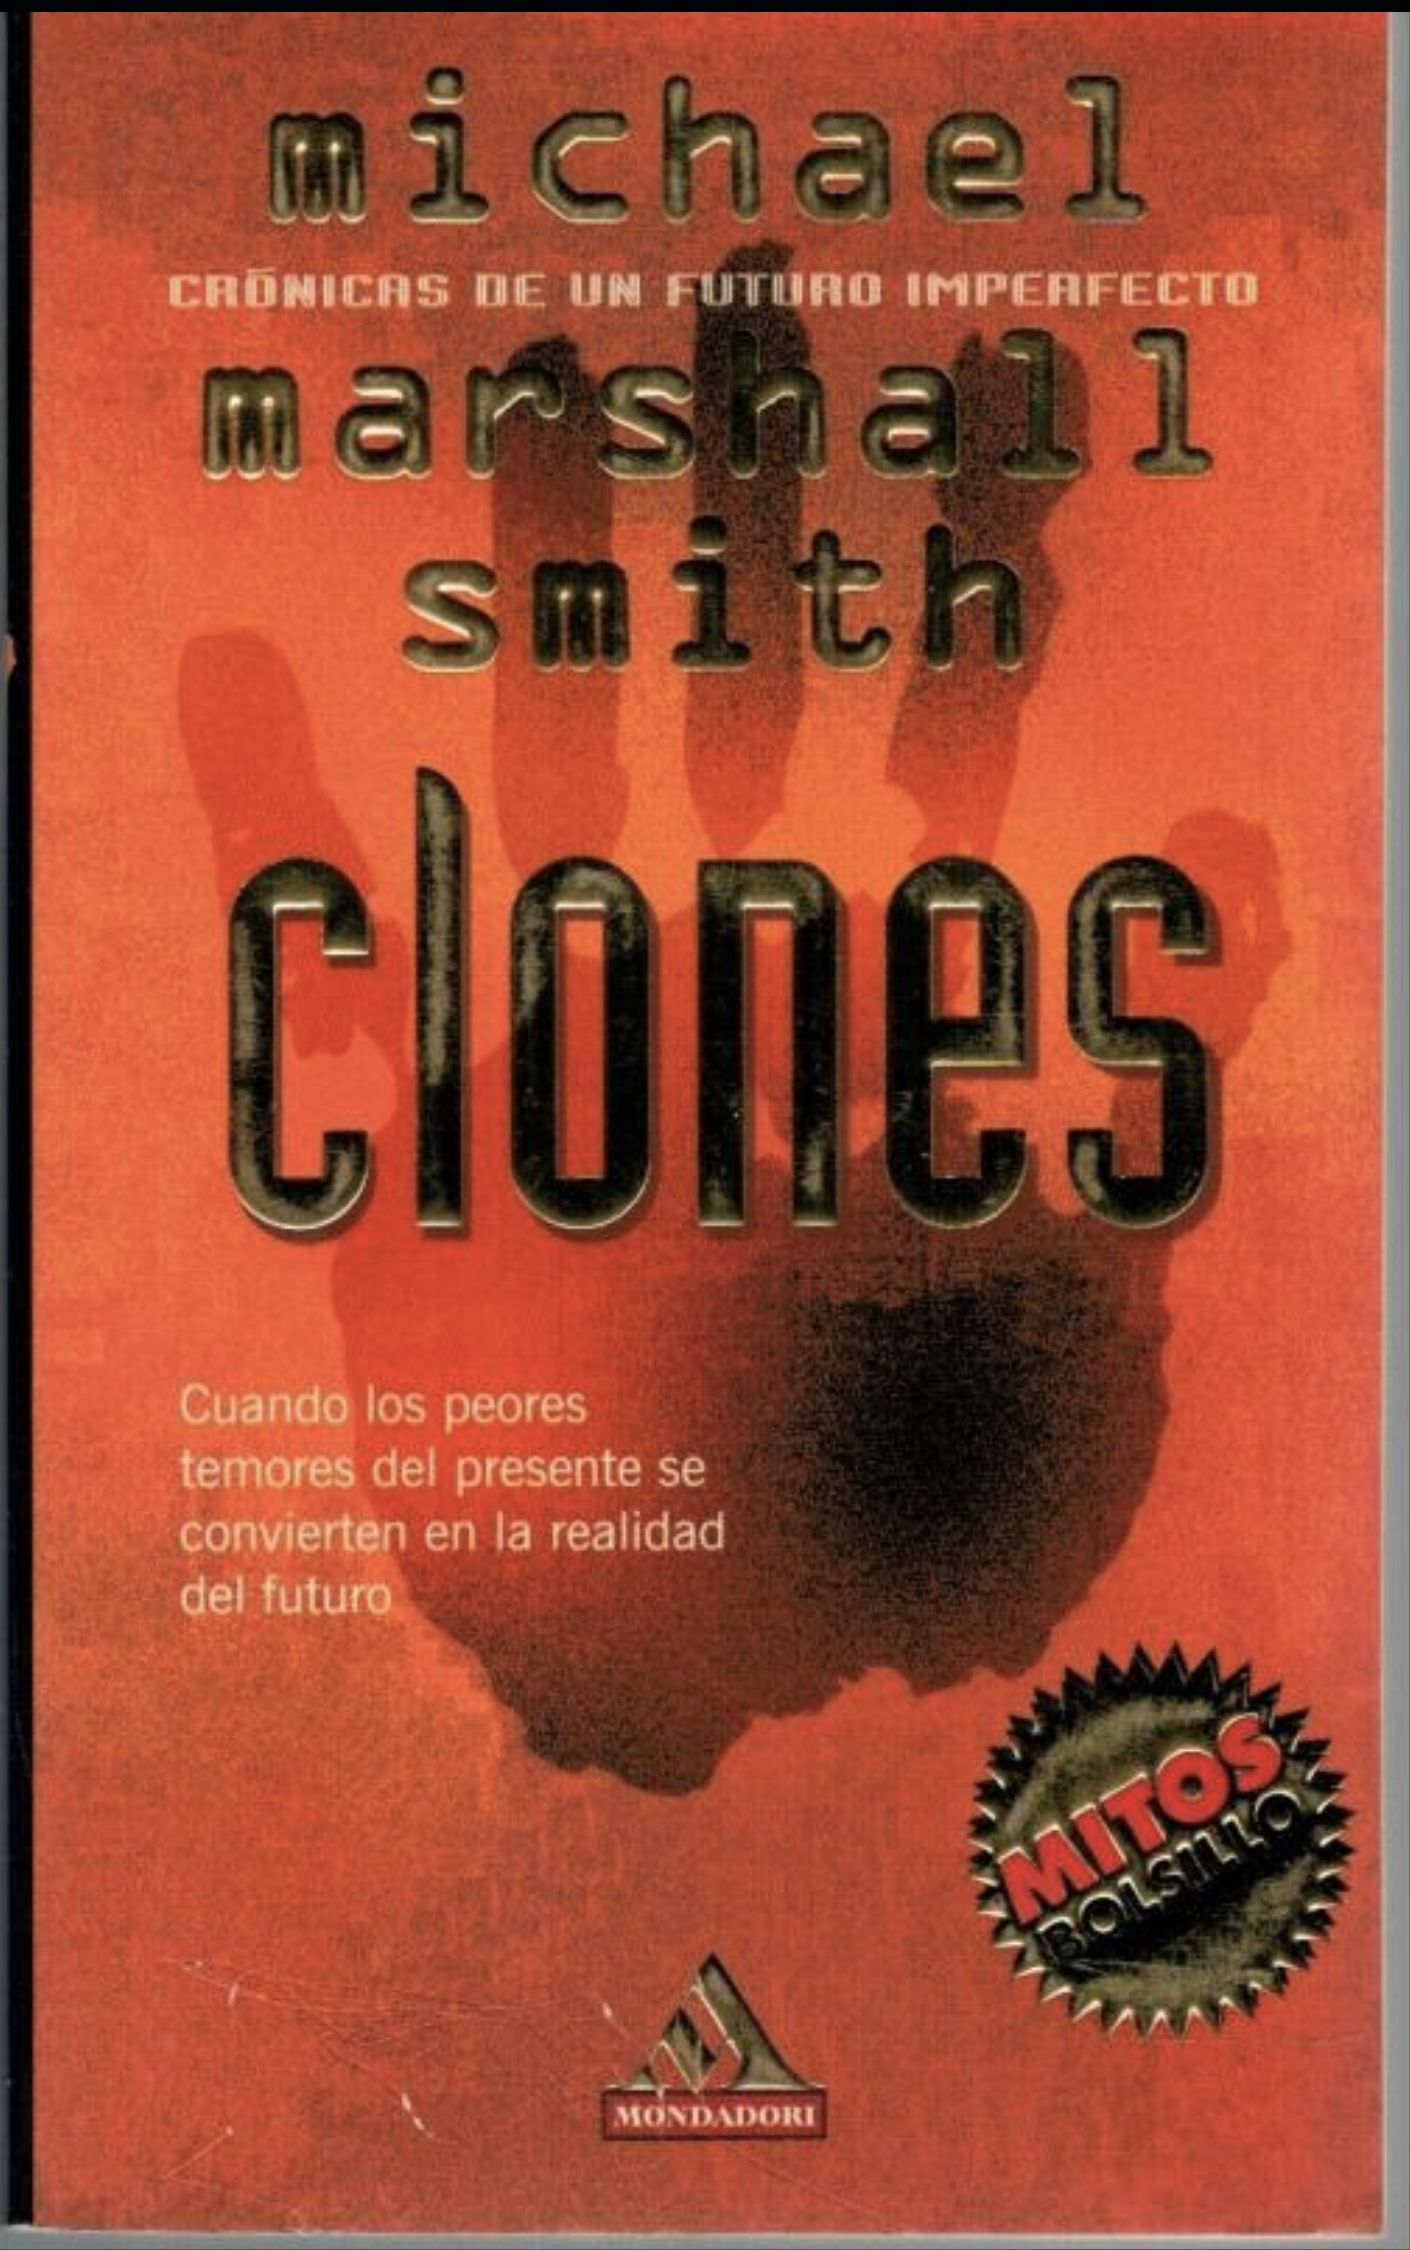 michael
CRÓNICAS DE UN FUTURO IMPERFECTO
marshall
smith
clones
Cuando los peores
temores del presente se
convierten en la realidad
del futuro
MITOS
BOLSILLO
MONDADORI